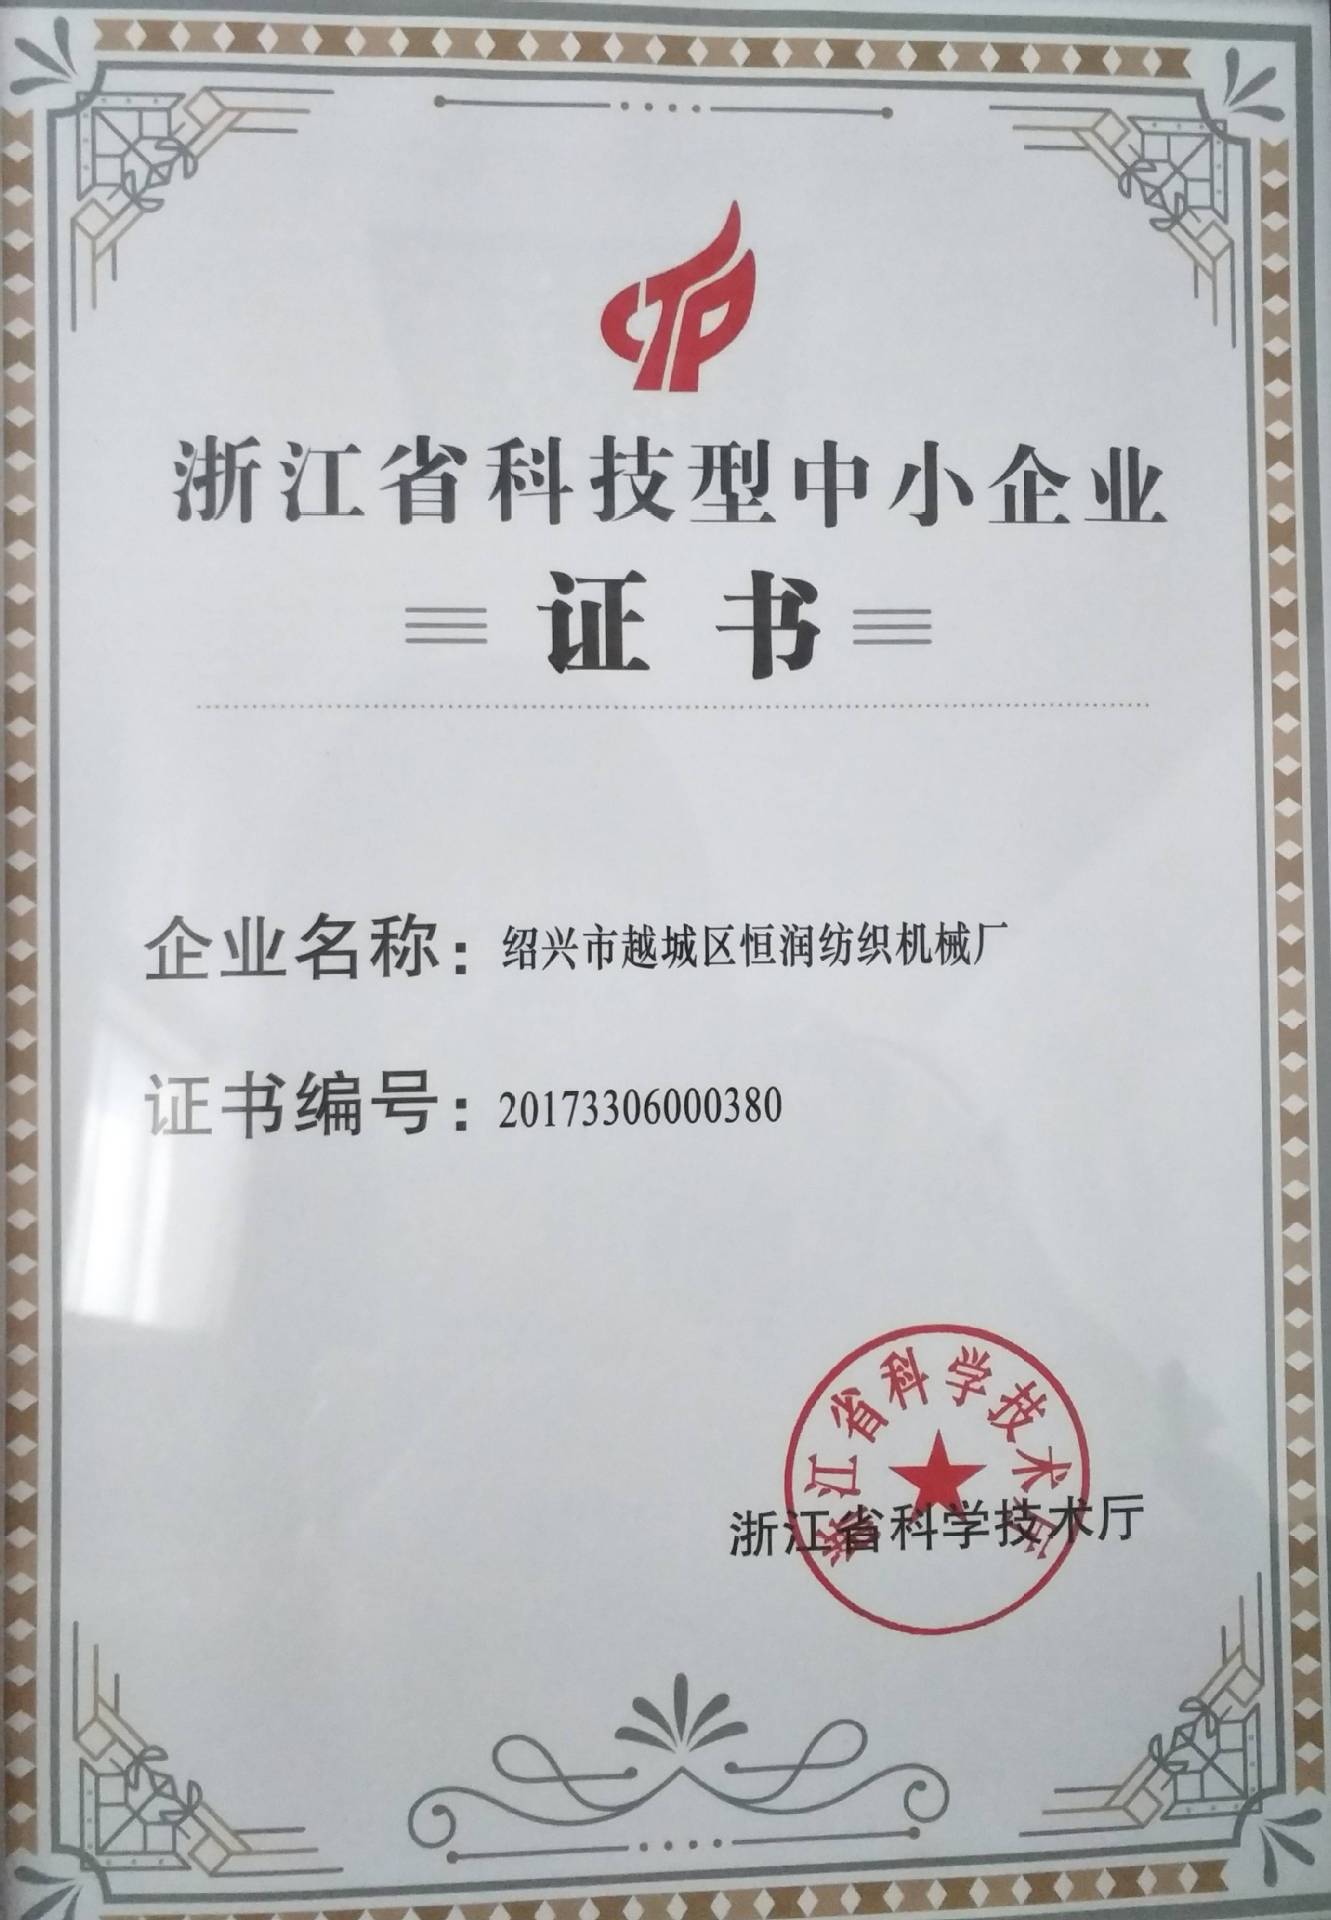 CTP
浙江省科技型中小企业
证书
企业名称：绍兴市越城区恒润纺织机械厂
证书编号：20173306000380
浙江省科学技术厅
浙江省科学技术厅